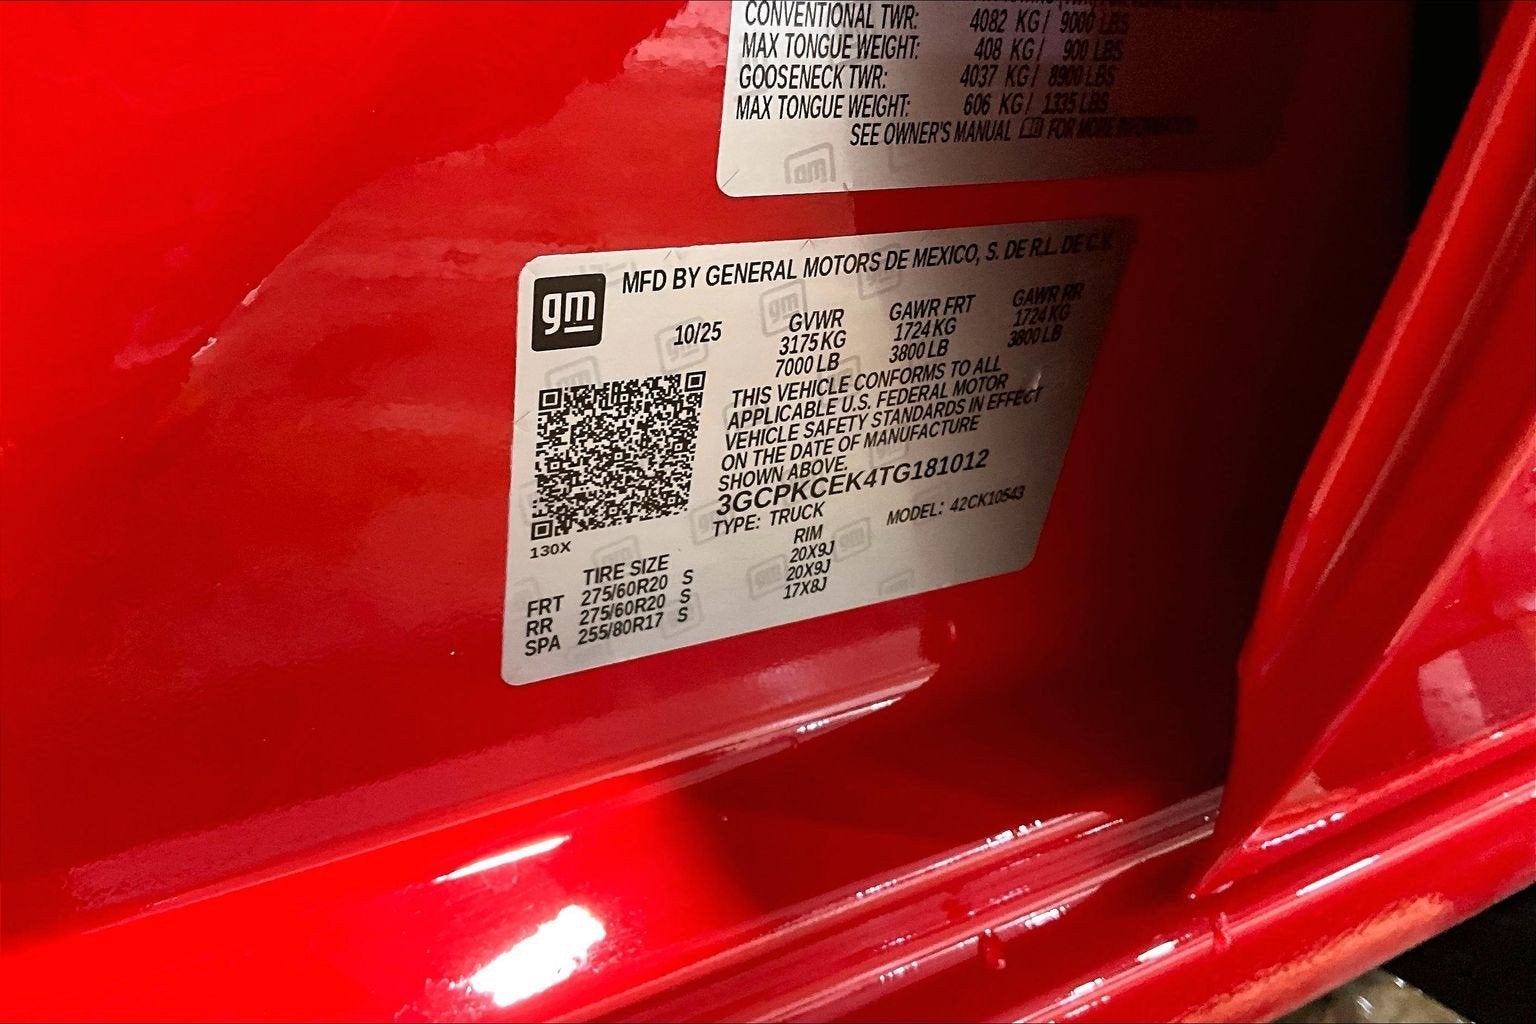 CONVENTIONAL TWR: 4082 KG/ 9000 LBS
MAX TONGUE WEIGHT: 408 KG/ 900 LBS
GOOSENECK TWR: 4037 KG/ 8900 LBS
MAX TONGUE WEIGHT: 606 KG/ 1335 LBS
SEE OWNER'S MANUAL FOR MORE INFORMATION
gm
gm
MFD BY GENERAL MOTORS DE MEXICO, S. DE R.L. DE C.V.
10/25
GVWR GAWR FRT GAWR RR
3175 KG 1724 KG 1724 KG
7000 LB 3800 LB 3800 LB
THIS VEHICLE CONFORMS TO ALL
APPLICABLE U.S. FEDERAL MOTOR
VEHICLE SAFETY STANDARDS IN EFFECT
ON THE DATE OF MANUFACTURE
SHOWN ABOVE.
3GCPKCEK4TG181012
TYPE: TRUCK MODEL: 42CK10543
130X
TIRE SIZE RIM
FRT 275/60R20 S 20X9J
RR 275/60R20 S 20X9J
SPA 255/80R17 S 17X8J